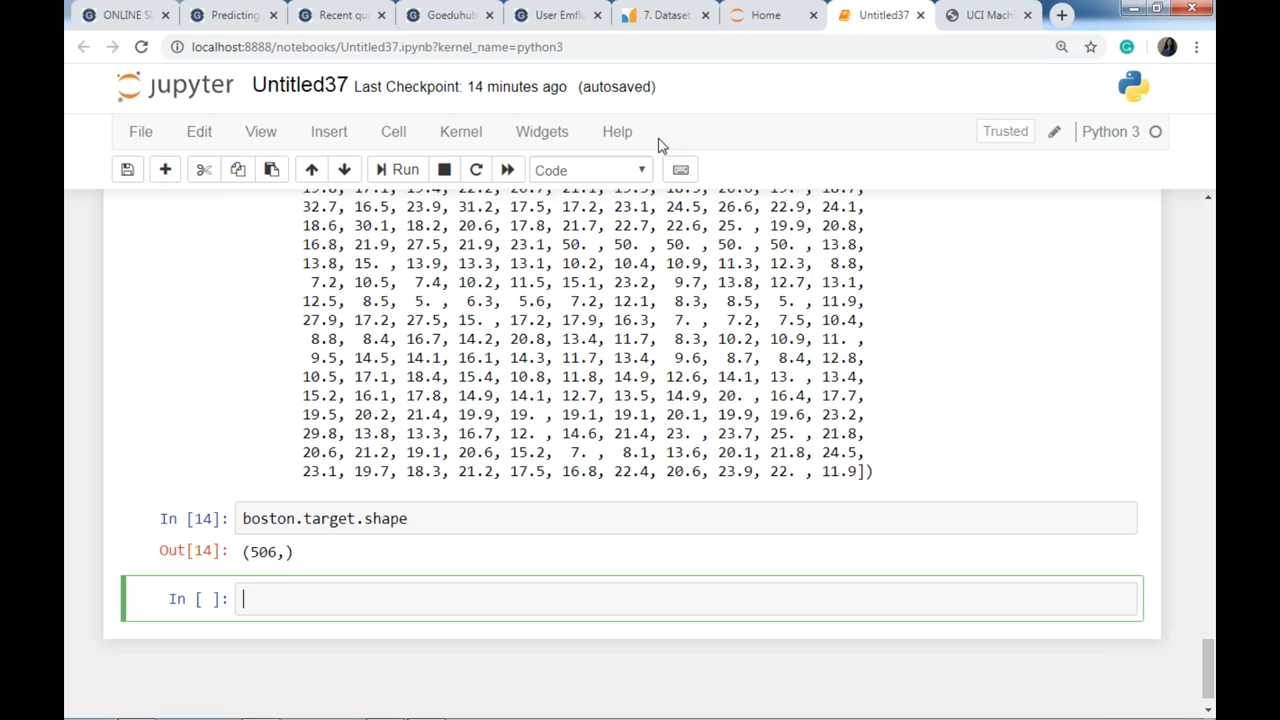 ONLINE S
Predicting
Recent qu
Goeduhub
User Emflu
7. Dataset
Home
Untitled37
UCI Machi
localhost:8888/notebooks/Untitled37.ipynb?kernel_name=python3
jupyter Untitled37 Last Checkpoint: 14 minutes ago (autosaved)
File Edit View Insert Cell Kernel Widgets Help Trusted Python 3
Run Code
32.7, 16.5, 23.9, 31.2, 17.5, 17.2, 23.1, 24.5, 26.6, 22.9, 24.1,
18.6, 30.1, 18.2, 20.6, 17.8, 21.7, 22.7, 22.6, 25. , 19.9, 20.8,
16.8, 21.9, 27.5, 21.9, 23.1, 50. , 50. , 50. , 50. , 50. , 13.8,
13.8, 15. , 13.9, 13.3, 13.1, 10.2, 10.4, 10.9, 11.3, 12.3, 8.8,
7.2, 10.5, 7.4, 10.2, 11.5, 15.1, 23.2, 9.7, 13.8, 12.7, 13.1,
12.5, 8.5, 5. , 6.3, 5.6, 7.2, 12.1, 8.3, 8.5, 5. , 11.9,
27.9, 17.2, 27.5, 15. , 17.2, 17.9, 16.3, 7. , 7.2, 7.5, 10.4,
8.8, 8.4, 16.7, 14.2, 20.8, 13.4, 11.7, 8.3, 10.2, 10.9, 11. ,
9.5, 14.5, 14.1, 16.1, 14.3, 11.7, 13.4, 9.6, 8.7, 8.4, 12.8,
10.5, 17.1, 18.4, 15.4, 10.8, 11.8, 14.9, 12.6, 14.1, 13. , 13.4,
15.2, 16.1, 17.8, 14.9, 14.1, 12.7, 13.5, 14.9, 20. , 16.4, 17.7,
19.5, 20.2, 21.4, 19.9, 19. , 19.1, 19.1, 20.1, 19.9, 19.6, 23.2,
29.8, 13.8, 13.3, 16.7, 12. , 14.6, 21.4, 23. , 23.7, 25. , 21.8,
20.6, 21.2, 19.1, 20.6, 15.2, 7. , 8.1, 13.6, 20.1, 21.8, 24.5,
23.1, 19.7, 18.3, 21.2, 17.5, 16.8, 22.4, 20.6, 23.9, 22. , 11.9])
In [14]: boston.target.shape
Out[14]: (506,)
In [ ]: